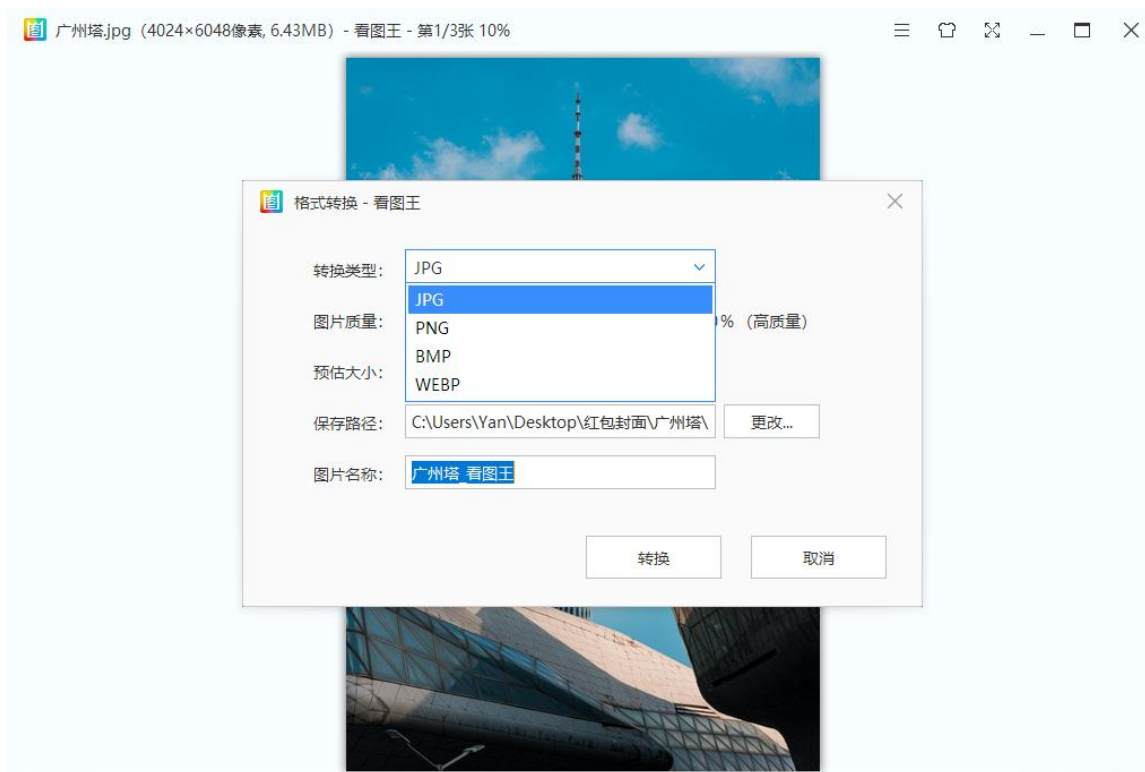 图 广州塔.jpg（4024×6048像素, 6.43MB）- 看图王 - 第1/3张 10%
图 格式转换 - 看图王
转换类型： JPG
JPG
图片质量： % （高质量）
PNG
BMP
预估大小：
WEBP
保存路径： C:\Users\Yan\Desktop\红包封面\广州塔\ 更改...
图片名称： 广州塔_看图王
转换 取消